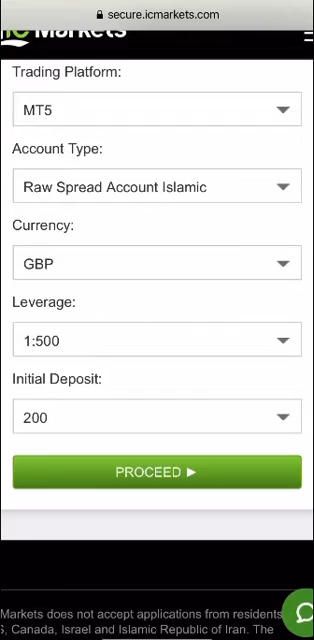 secure.icmarkets.com
IC Markets
Trading Platform:
MT5
Account Type:
Raw Spread Account Islamic
Currency:
GBP
Leverage:
1:500
Initial Deposit:
200
PROCEED ►
Markets does not accept applications from residents
S, Canada, Israel and Islamic Republic of Iran. The